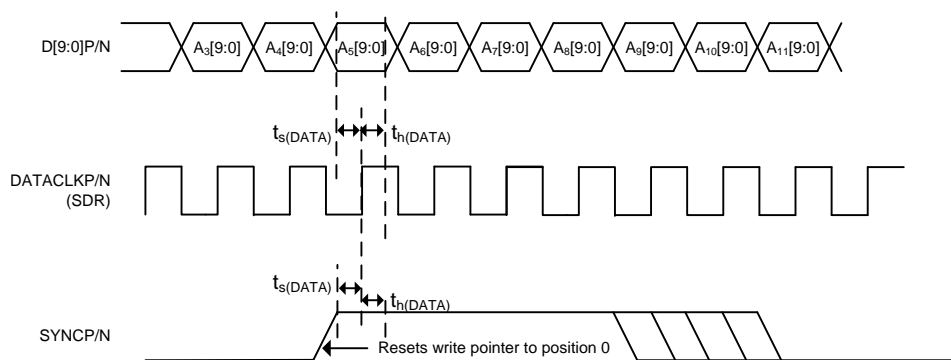 D[9:0]P/N
A3[9:0] A4[9:0] A5[9:0] A6[9:0] A7[9:0] A8[9:0] A9[9:0] A10[9:0] A11[9:0]
ts(DATA) th(DATA)
DATACLKP/N
(SDR)
ts(DATA) th(DATA)
SYNCP/N
Resets write pointer to position 0